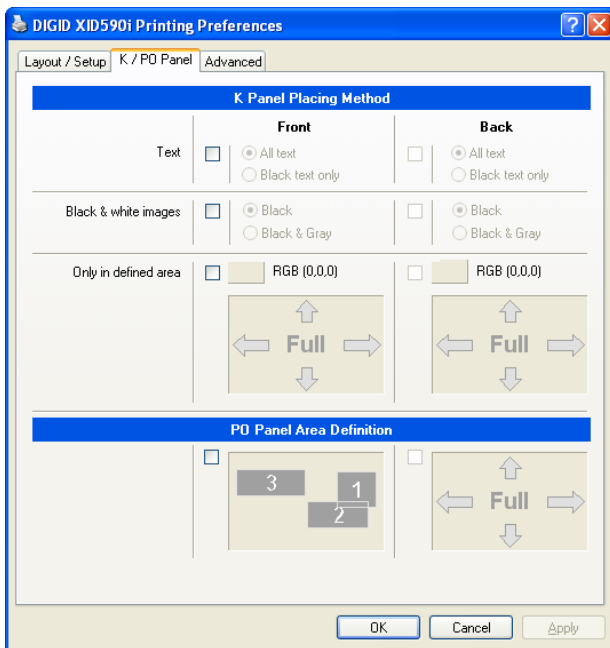 DIGID XID590i Printing Preferences
Layout / Setup K / PO Panel Advanced
K Panel Placing Method
Front Back
Text All text All text
Black text only Black text only
Black & white images Black Black
Black & Gray Black & Gray
Only in defined area RGB (0,0,0) RGB (0,0,0)
Full Full
PO Panel Area Definition
3 1 2 Full
OK Cancel Apply